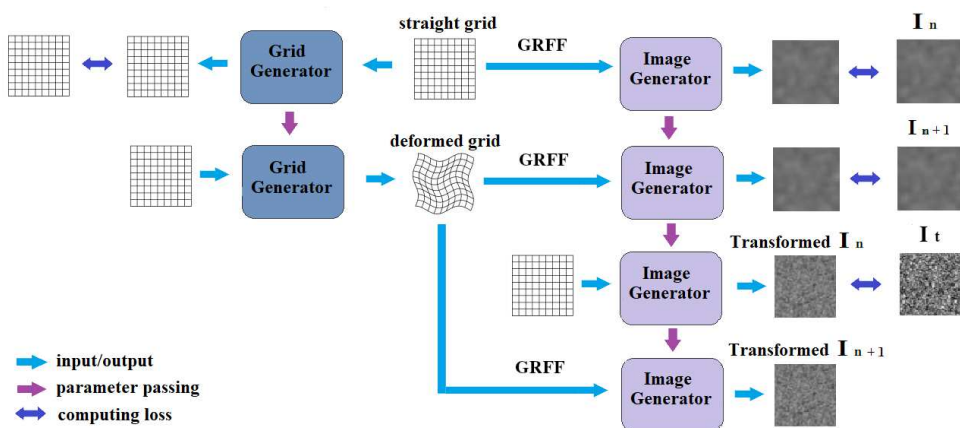 straight grid
I n
Grid
Generator
GRFF
Image
Generator
I n+1
deformed grid
Grid
Generator
GRFF
Image
Generator
Transformed I n
I t
Image
Generator
Transformed I n+1
input/output
GRFF
Image
Generator
parameter passing
computing loss